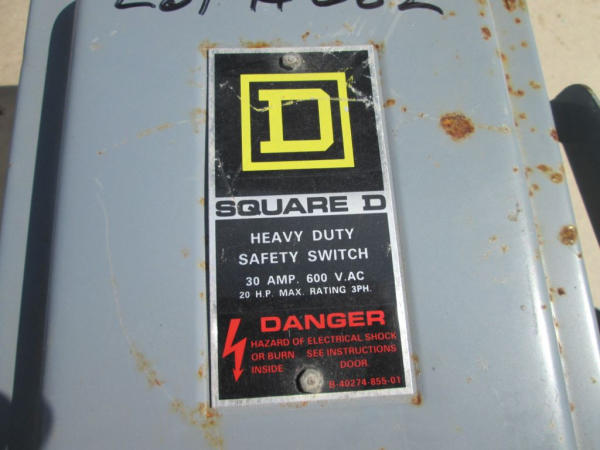 D
SQUARE D
HEAVY DUTY
SAFETY SWITCH
30 AMP. 600 V.AC
20 H.P. MAX. RATING 3PH.
DANGER
HAZARD OF ELECTRICAL SHOCK
OR BURN SEE INSTRUCTIONS
INSIDE DOOR
B-40274-855-01